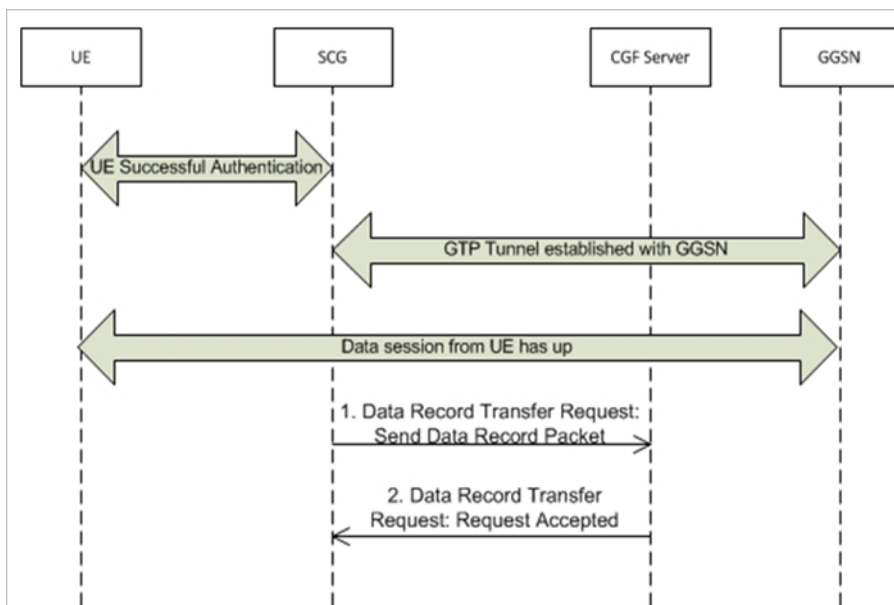 UE
SCG
CGF Server
GGSN
UE Successful Authentication
GTP Tunnel established with GGSN
Data session from UE has up
1. Data Record Transfer Request:
Send Data Record Packet
2. Data Record Transfer
Request: Request Accepted